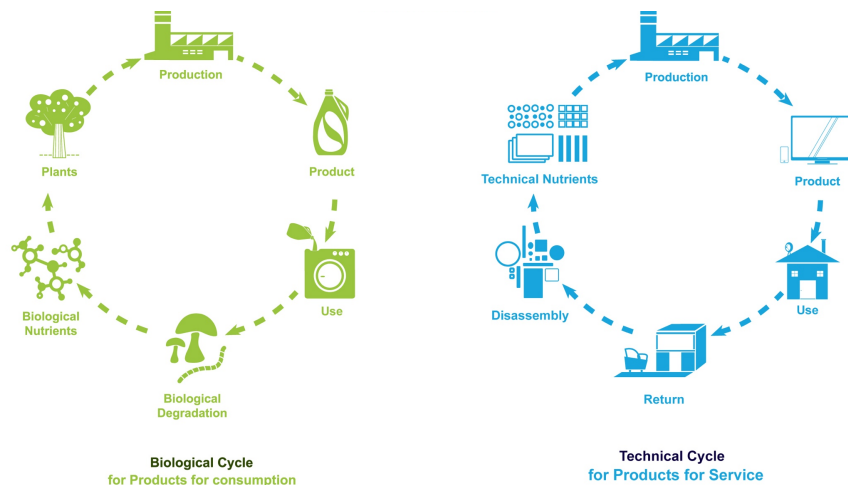 Production
Plants
Product
Biological
Nutrients
Use
Biological
Degradation
Biological Cycle
for Products for consumption
Production
Technical Nutrients
Product
Disassembly
Use
Return
Technical Cycle
for Products for Service